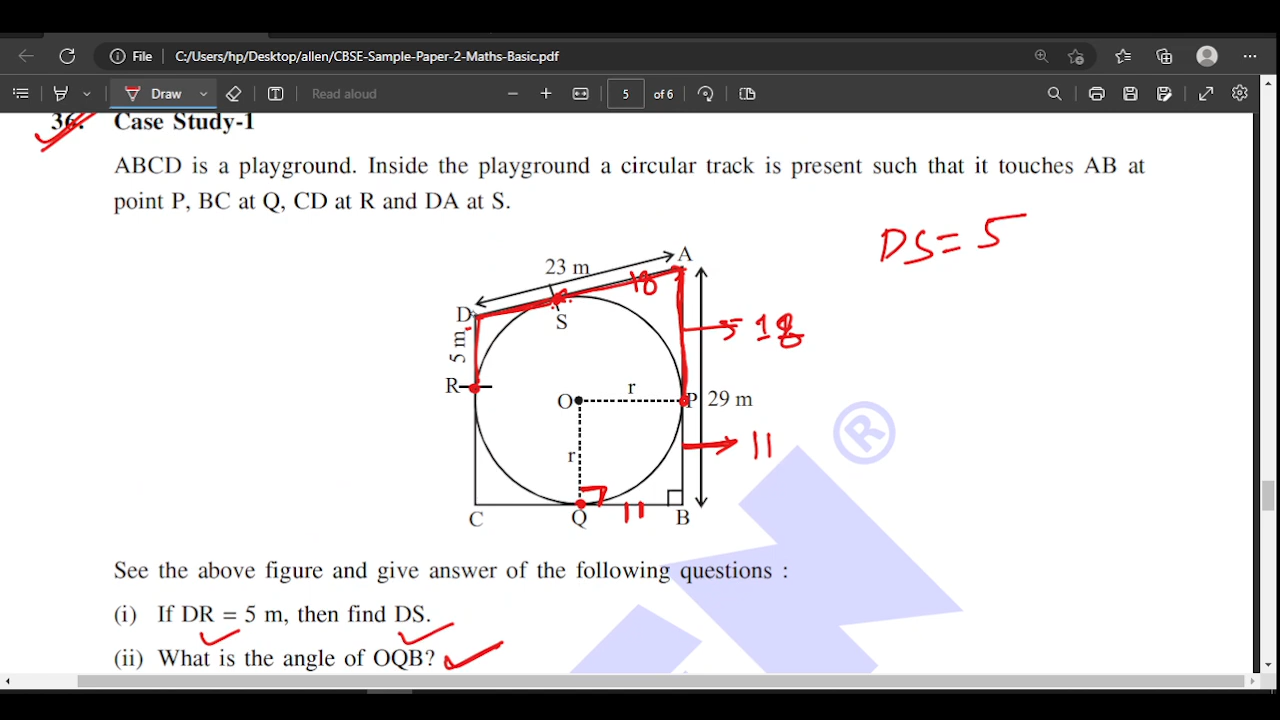 File C:/Users/hp/Desktop/allen/CBSE-Sample-Paper-2-Maths-Basic.pdf
Draw Read aloud 5 of 6
36. Case Study-1
ABCD is a playground. Inside the playground a circular track is present such that it touches AB at
point P, BC at Q, CD at R and DA at S.
DS = 5
A
23 m
18
D
S
5 m
5 18
R
r
O
P
29 m
r
11
11
C
Q
B
®
See the above figure and give answer of the following questions :
(i) If DR = 5 m, then find DS.
(ii) What is the angle of OQB?